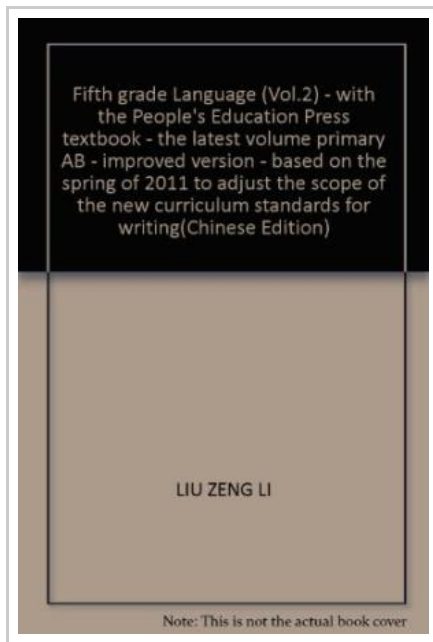 Fifth grade Language (Vol.2) - with
the People's Education Press
textbook - the latest volume primary
AB - improved version - based on the
spring of 2011 to adjust the scope of
the new curriculum standards for
writing(Chinese Edition)
LIU ZENG LI
Note: This is not the actual book cover